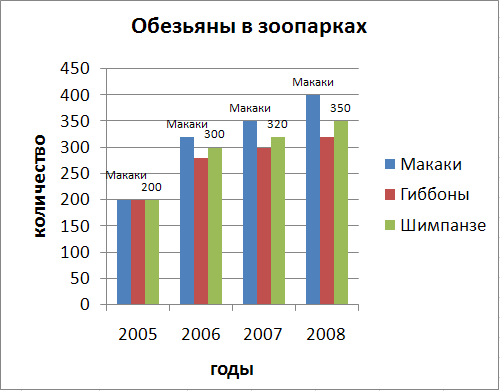 Обезьяны в зоопарках
количество
450
400
350
300
250
200
150
100
50
0
Макаки
200
Макаки
300
Макаки
320
Макаки
350
2005 2006 2007 2008
годы
Макаки
Гиббоны
Шимпанзе